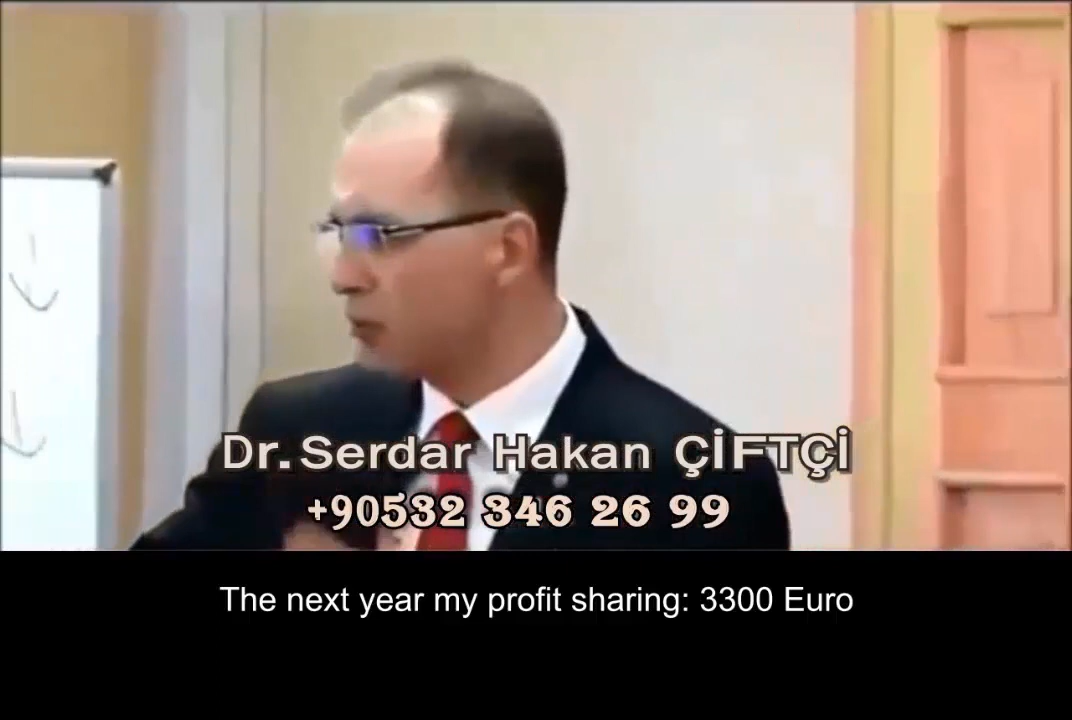 Dr. Serdar Hakan ÇİFTÇİ
+90532 346 26 99
The next year my profit sharing: 3300 Euro